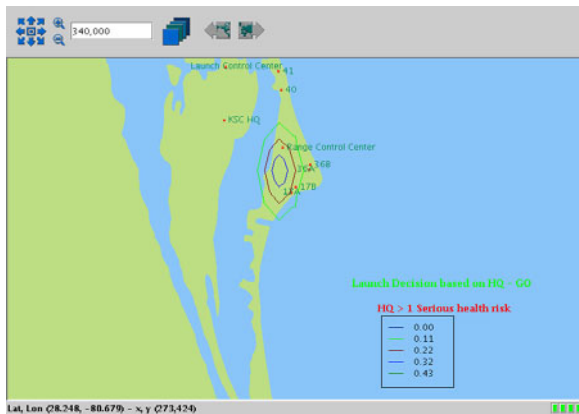 340,000
Launch Control Center
41
40
KSC HQ
Range Control Center
36B
36A
17B
Launch Decision based on HQ - GO
HQ > 1 Serious health risk
0.00
0.11
0.22
0.32
0.43
Lat, Lon (28.248, -80.679) - x, y (273,424)